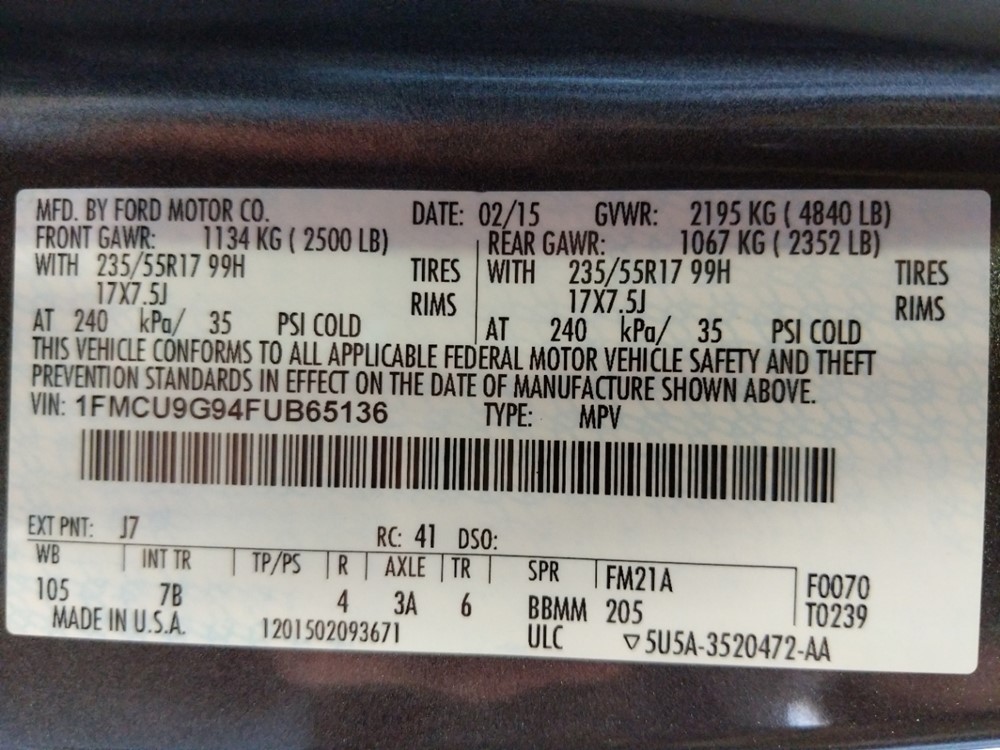 MFD. BY FORD MOTOR CO. DATE: 02/15 GVWR: 2195 KG ( 4840 LB)
FRONT GAWR: 1134 KG ( 2500 LB) REAR GAWR: 1067 KG ( 2352 LB)
WITH 235/55R17 99H TIRES WITH 235/55R17 99H TIRES
17X7.5J RIMS 17X7.5J RIMS
AT 240 kPa/ 35 PSI COLD AT 240 kPa/ 35 PSI COLD
THIS VEHICLE CONFORMS TO ALL APPLICABLE FEDERAL MOTOR VEHICLE SAFETY AND THEFT
PREVENTION STANDARDS IN EFFECT ON THE DATE OF MANUFACTURE SHOWN ABOVE.
VIN: 1FMCU9G94FUB65136 TYPE: MPV
EXT PNT: J7 RC: 41 DSO:
WB INT TR TP/PS R AXLE TR SPR FM21A F0070
105 7B 4 3A 6 BBMM 205 T0239
MADE IN U.S.A. 1201502093671 ULC ▽5U5A-3520472-AA